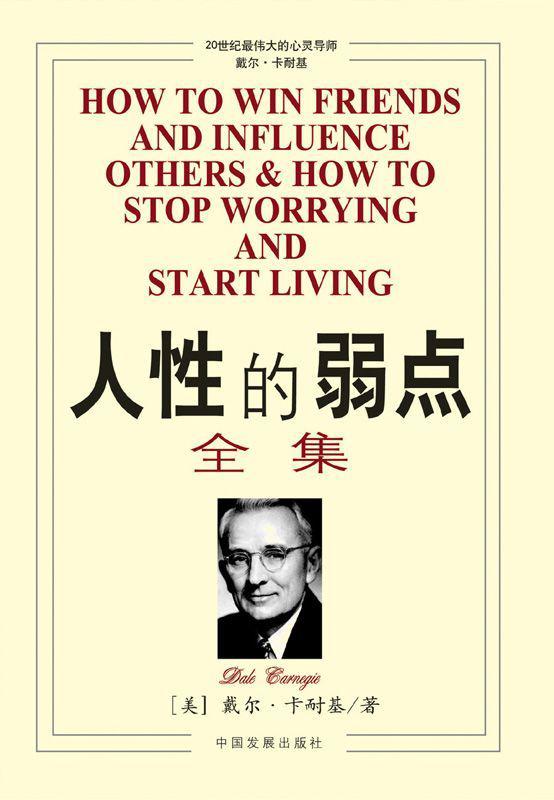 20世纪最伟大的心灵导师
戴尔·卡耐基
HOW TO WIN FRIENDS
AND INFLUENCE
OTHERS & HOW TO
STOP WORRYING
AND
START LIVING
人性的弱点
全集
Dale Carnegie
[美] 戴尔·卡耐基/著
中国发展出版社